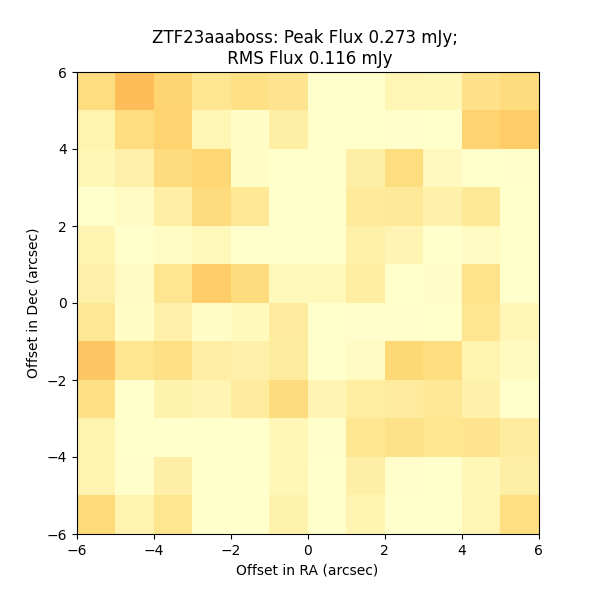 ZTF23aaaboss: Peak Flux 0.273 mJy;
RMS Flux 0.116 mJy
6
4
2
0
−2
−4
−6
Offset in Dec (arcsec)
−6 −4 −2 0 2 4 6
Offset in RA (arcsec)